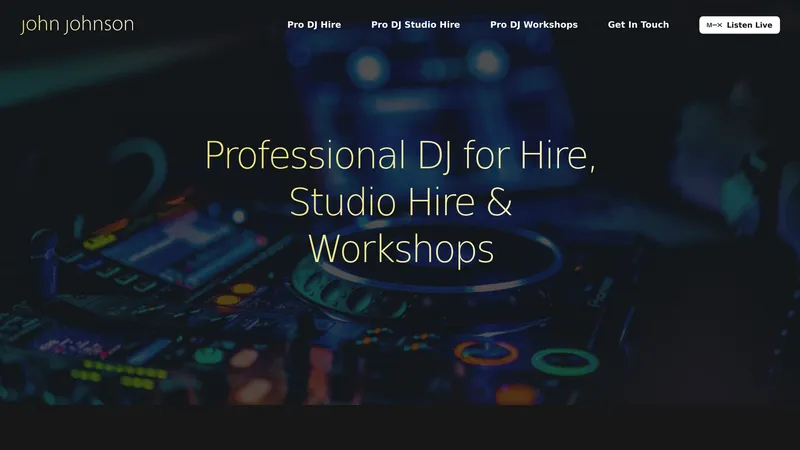 john johnson
Pro DJ Hire
Pro DJ Studio Hire
Pro DJ Workshops
Get In Touch
Listen Live
Professional DJ for Hire,
Studio Hire &
Workshops